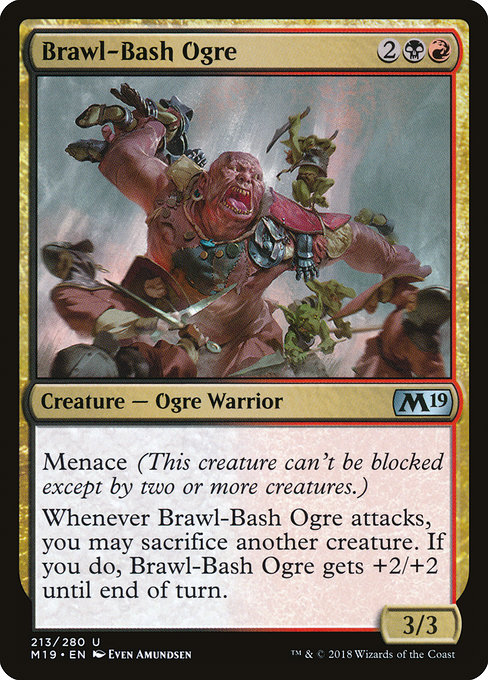 Brawl-Bash Ogre 2
Creature — Ogre Warrior M19
Menace (This creature can't be blocked
except by two or more creatures.)
Whenever Brawl-Bash Ogre attacks,
you may sacrifice another creature. If
you do, Brawl-Bash Ogre gets +2/+2
until end of turn.
3/3
213/280 U
M19 • EN Even Amundsen
™ & © 2018 Wizards of the Coast